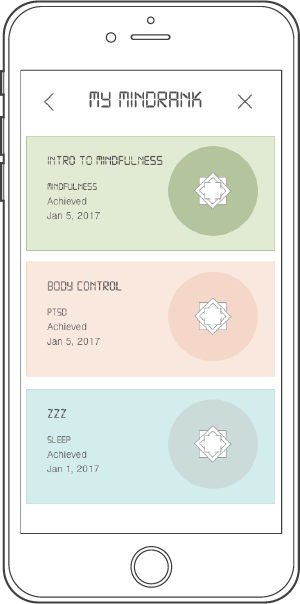 MY MINDRANK
INTRO TO MINDFULNESS
MINDFULNESS
Achieved
Jan 5, 2017
BODY CONTROL
PTSD
Achieved
Jan 5, 2017
ZZZ
SLEEP
Achieved
Jan 1, 2017